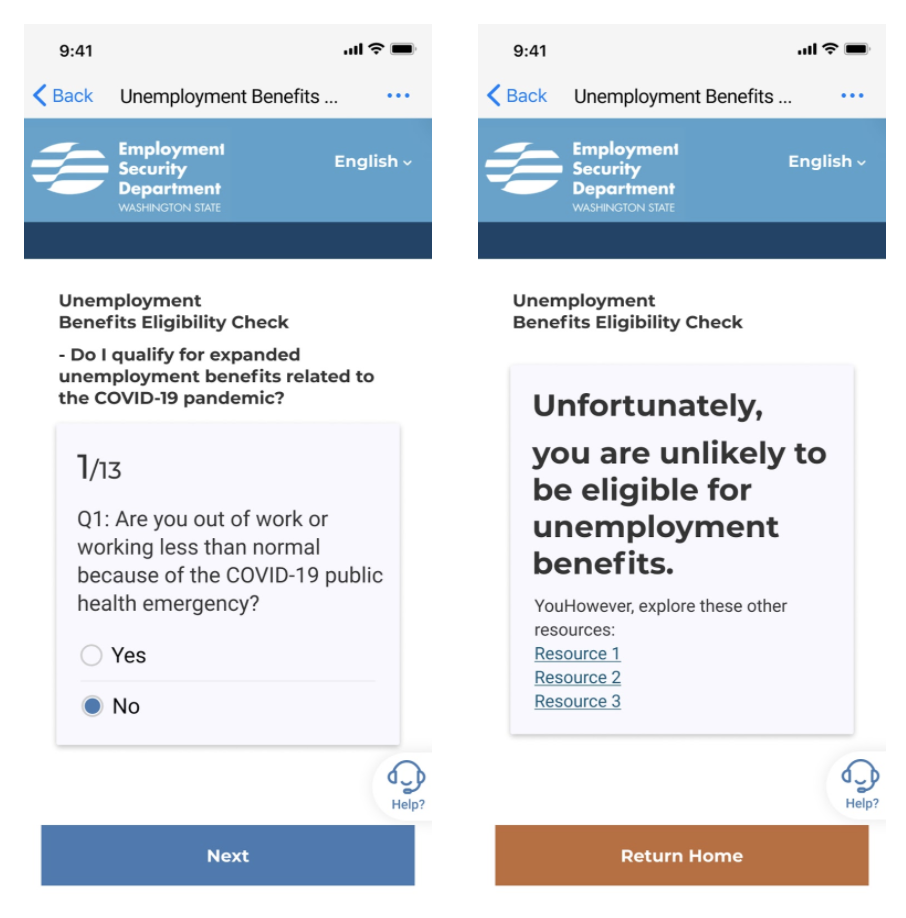 9:41
Back Unemployment Benefits ... •••
Employment
Security
Department
WASHINGTON STATE
English
Unemployment
Benefits Eligibility Check
- Do I qualify for expanded
unemployment benefits related to
the COVID-19 pandemic?
1/13
Q1: Are you out of work or
working less than normal
because of the COVID-19 public
health emergency?
Yes
No
Help?
Next
9:41
Back Unemployment Benefits ... •••
Employment
Security
Department
WASHINGTON STATE
English
Unemployment
Benefits Eligibility Check
Unfortunately,
you are unlikely to
be eligible for
unemployment
benefits.
YouHowever, explore these other
resources:
Resource 1
Resource 2
Resource 3
Help?
Return Home